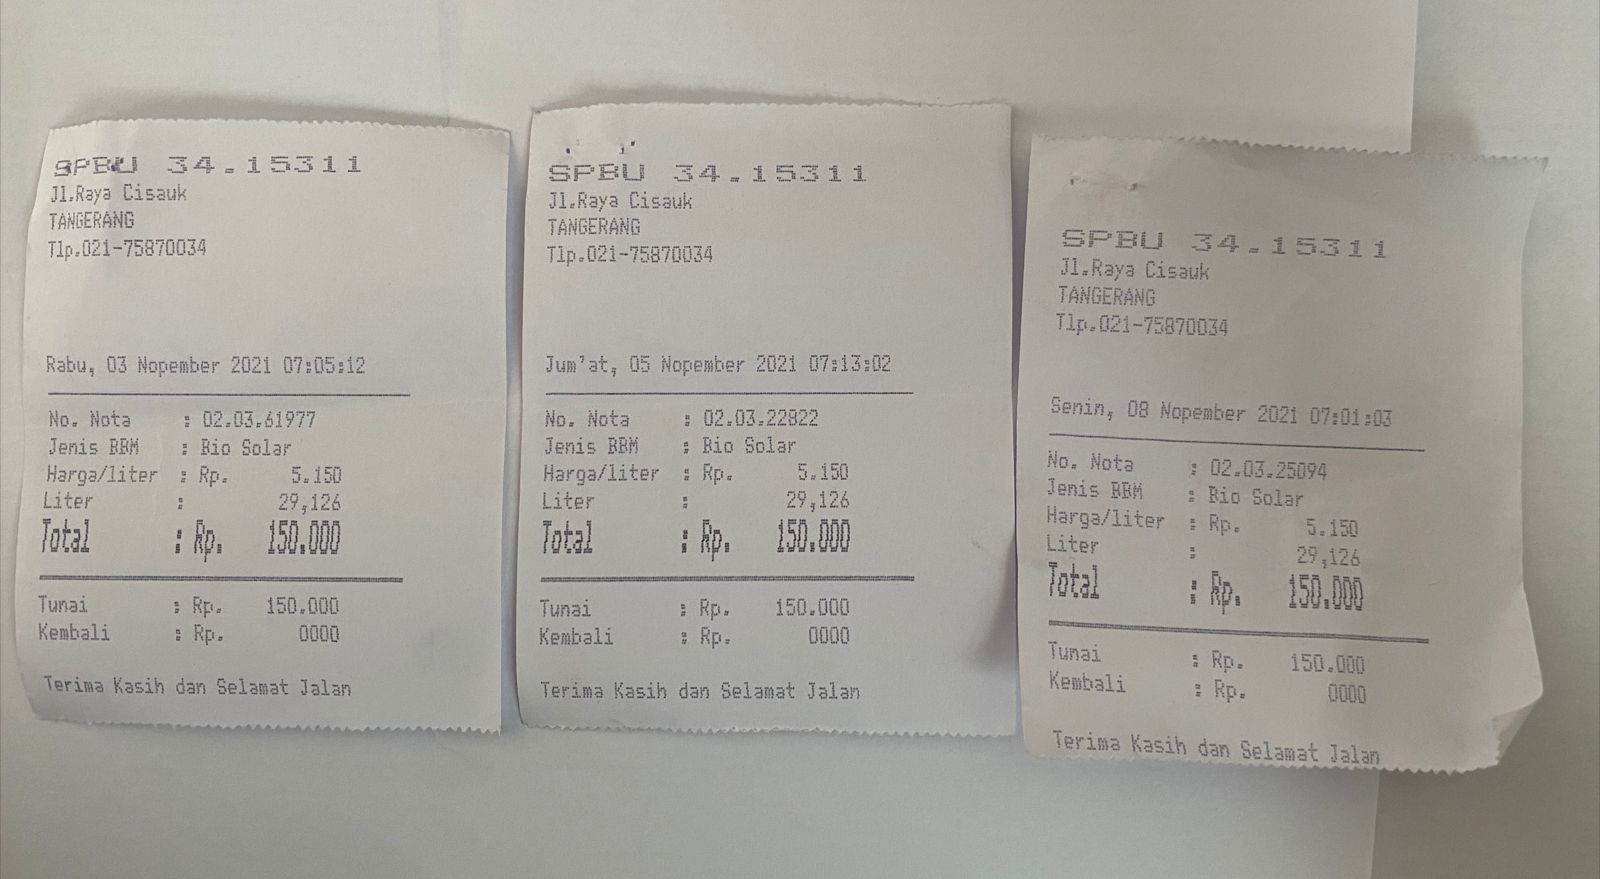 SPBU 34.15311
Jl.Raya Cisauk
TANGERANG
Tlp.021-75870034
Rabu, 03 Nopember 2021 07:05:12
No. Nota : 02.03.61977
Jenis BBM : Bio Solar
Harga/liter : Rp. 5.150
Liter : 29,126
Total : Rp. 150.000
Tunai : Rp. 150.000
Kembali : Rp. 0000
Terima Kasih dan Selamat Jalan
SPBU 34.15311
Jl.Raya Cisauk
TANGERANG
Tlp.021-75870034
Jum'at, 05 Nopember 2021 07:13:02
No. Nota : 02.03.22822
Jenis BBM : Bio Solar
Harga/liter : Rp. 5.150
Liter : 29,126
Total : Rp. 150.000
Tunai : Rp. 150.000
Kembali : Rp. 0000
Terima Kasih dan Selamat Jalan
SPBU 34.15311
Jl.Raya Cisauk
TANGERANG
Tlp.021-75870034
Senin, 08 Nopember 2021 07:01:03
No. Nota : 02.03.25094
Jenis BBM : Bio Solar
Harga/liter : Rp. 5.150
Liter : 29,126
Total : Rp. 150.000
Tunai : Rp. 150.000
Kembali : Rp. 0000
Terima Kasih dan Selamat Jalan